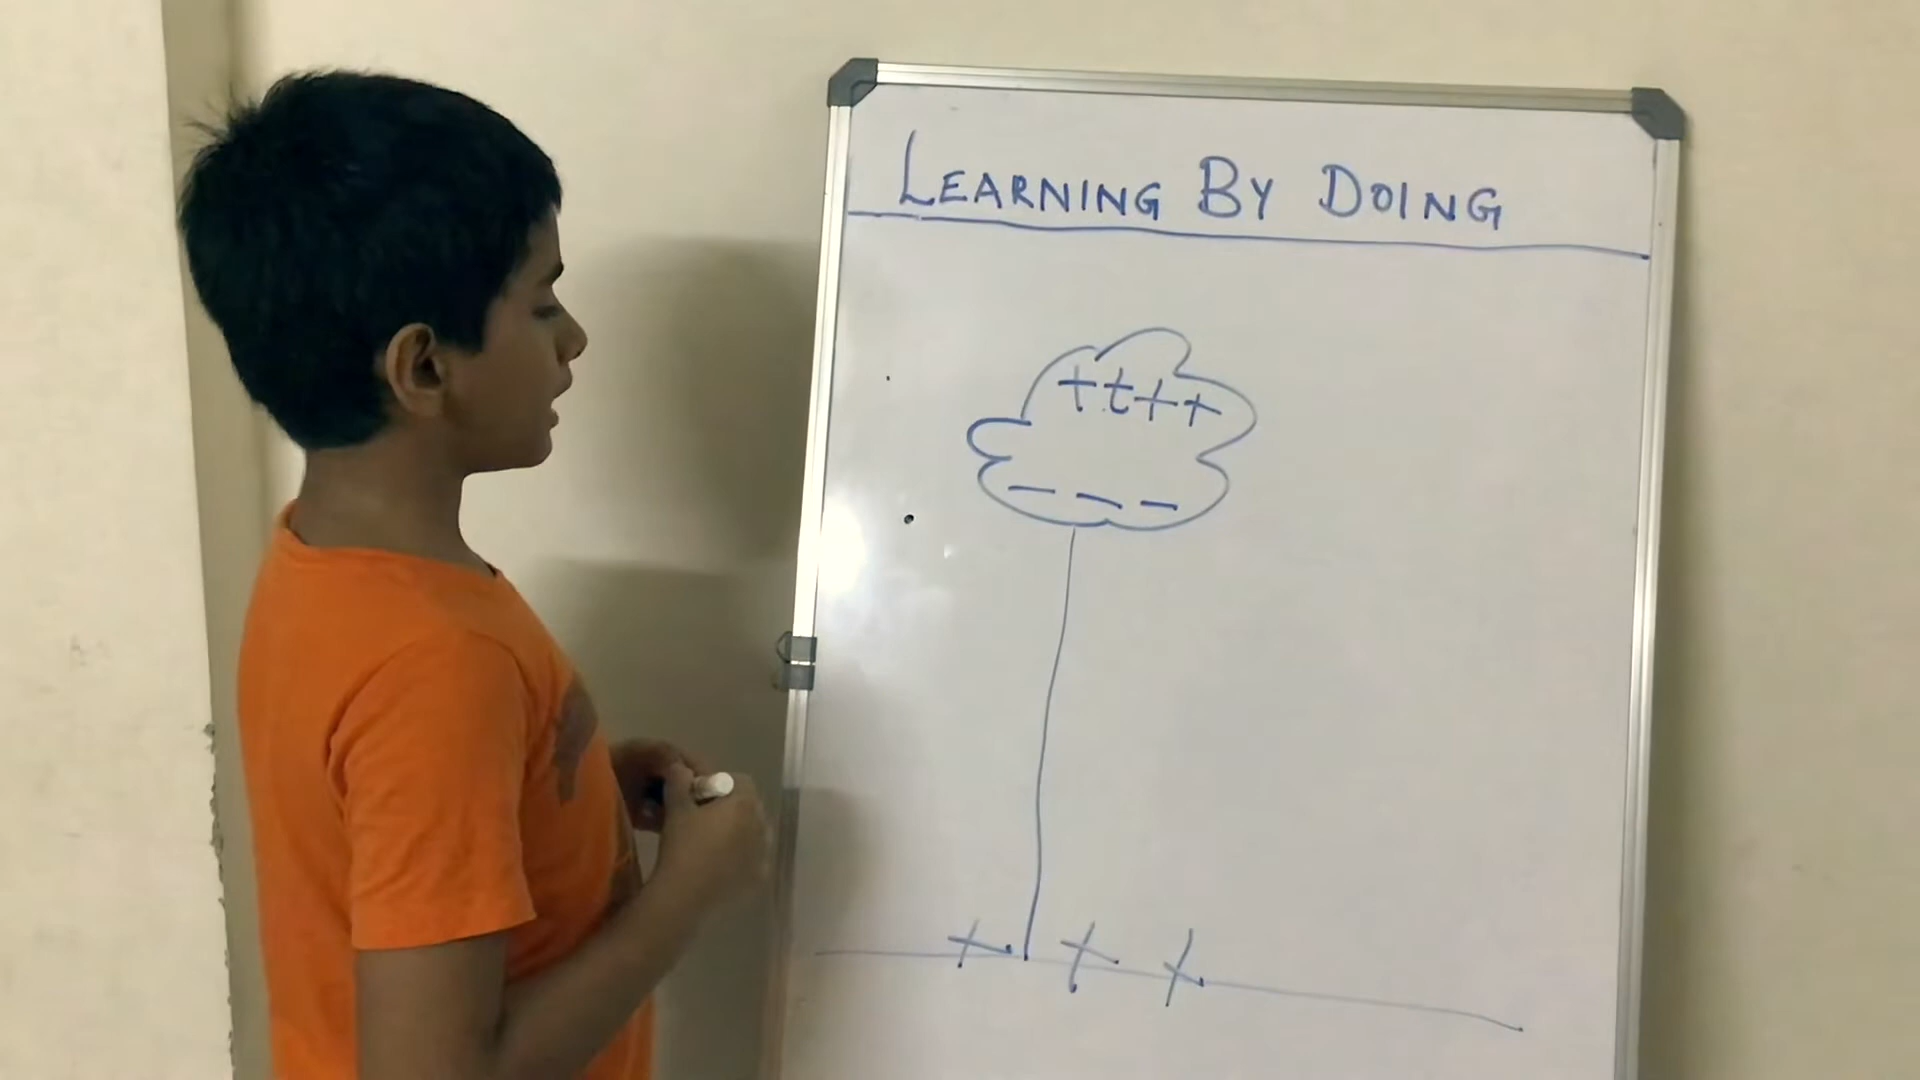 LEARNING BY DOING
++++
— — —
+ + +